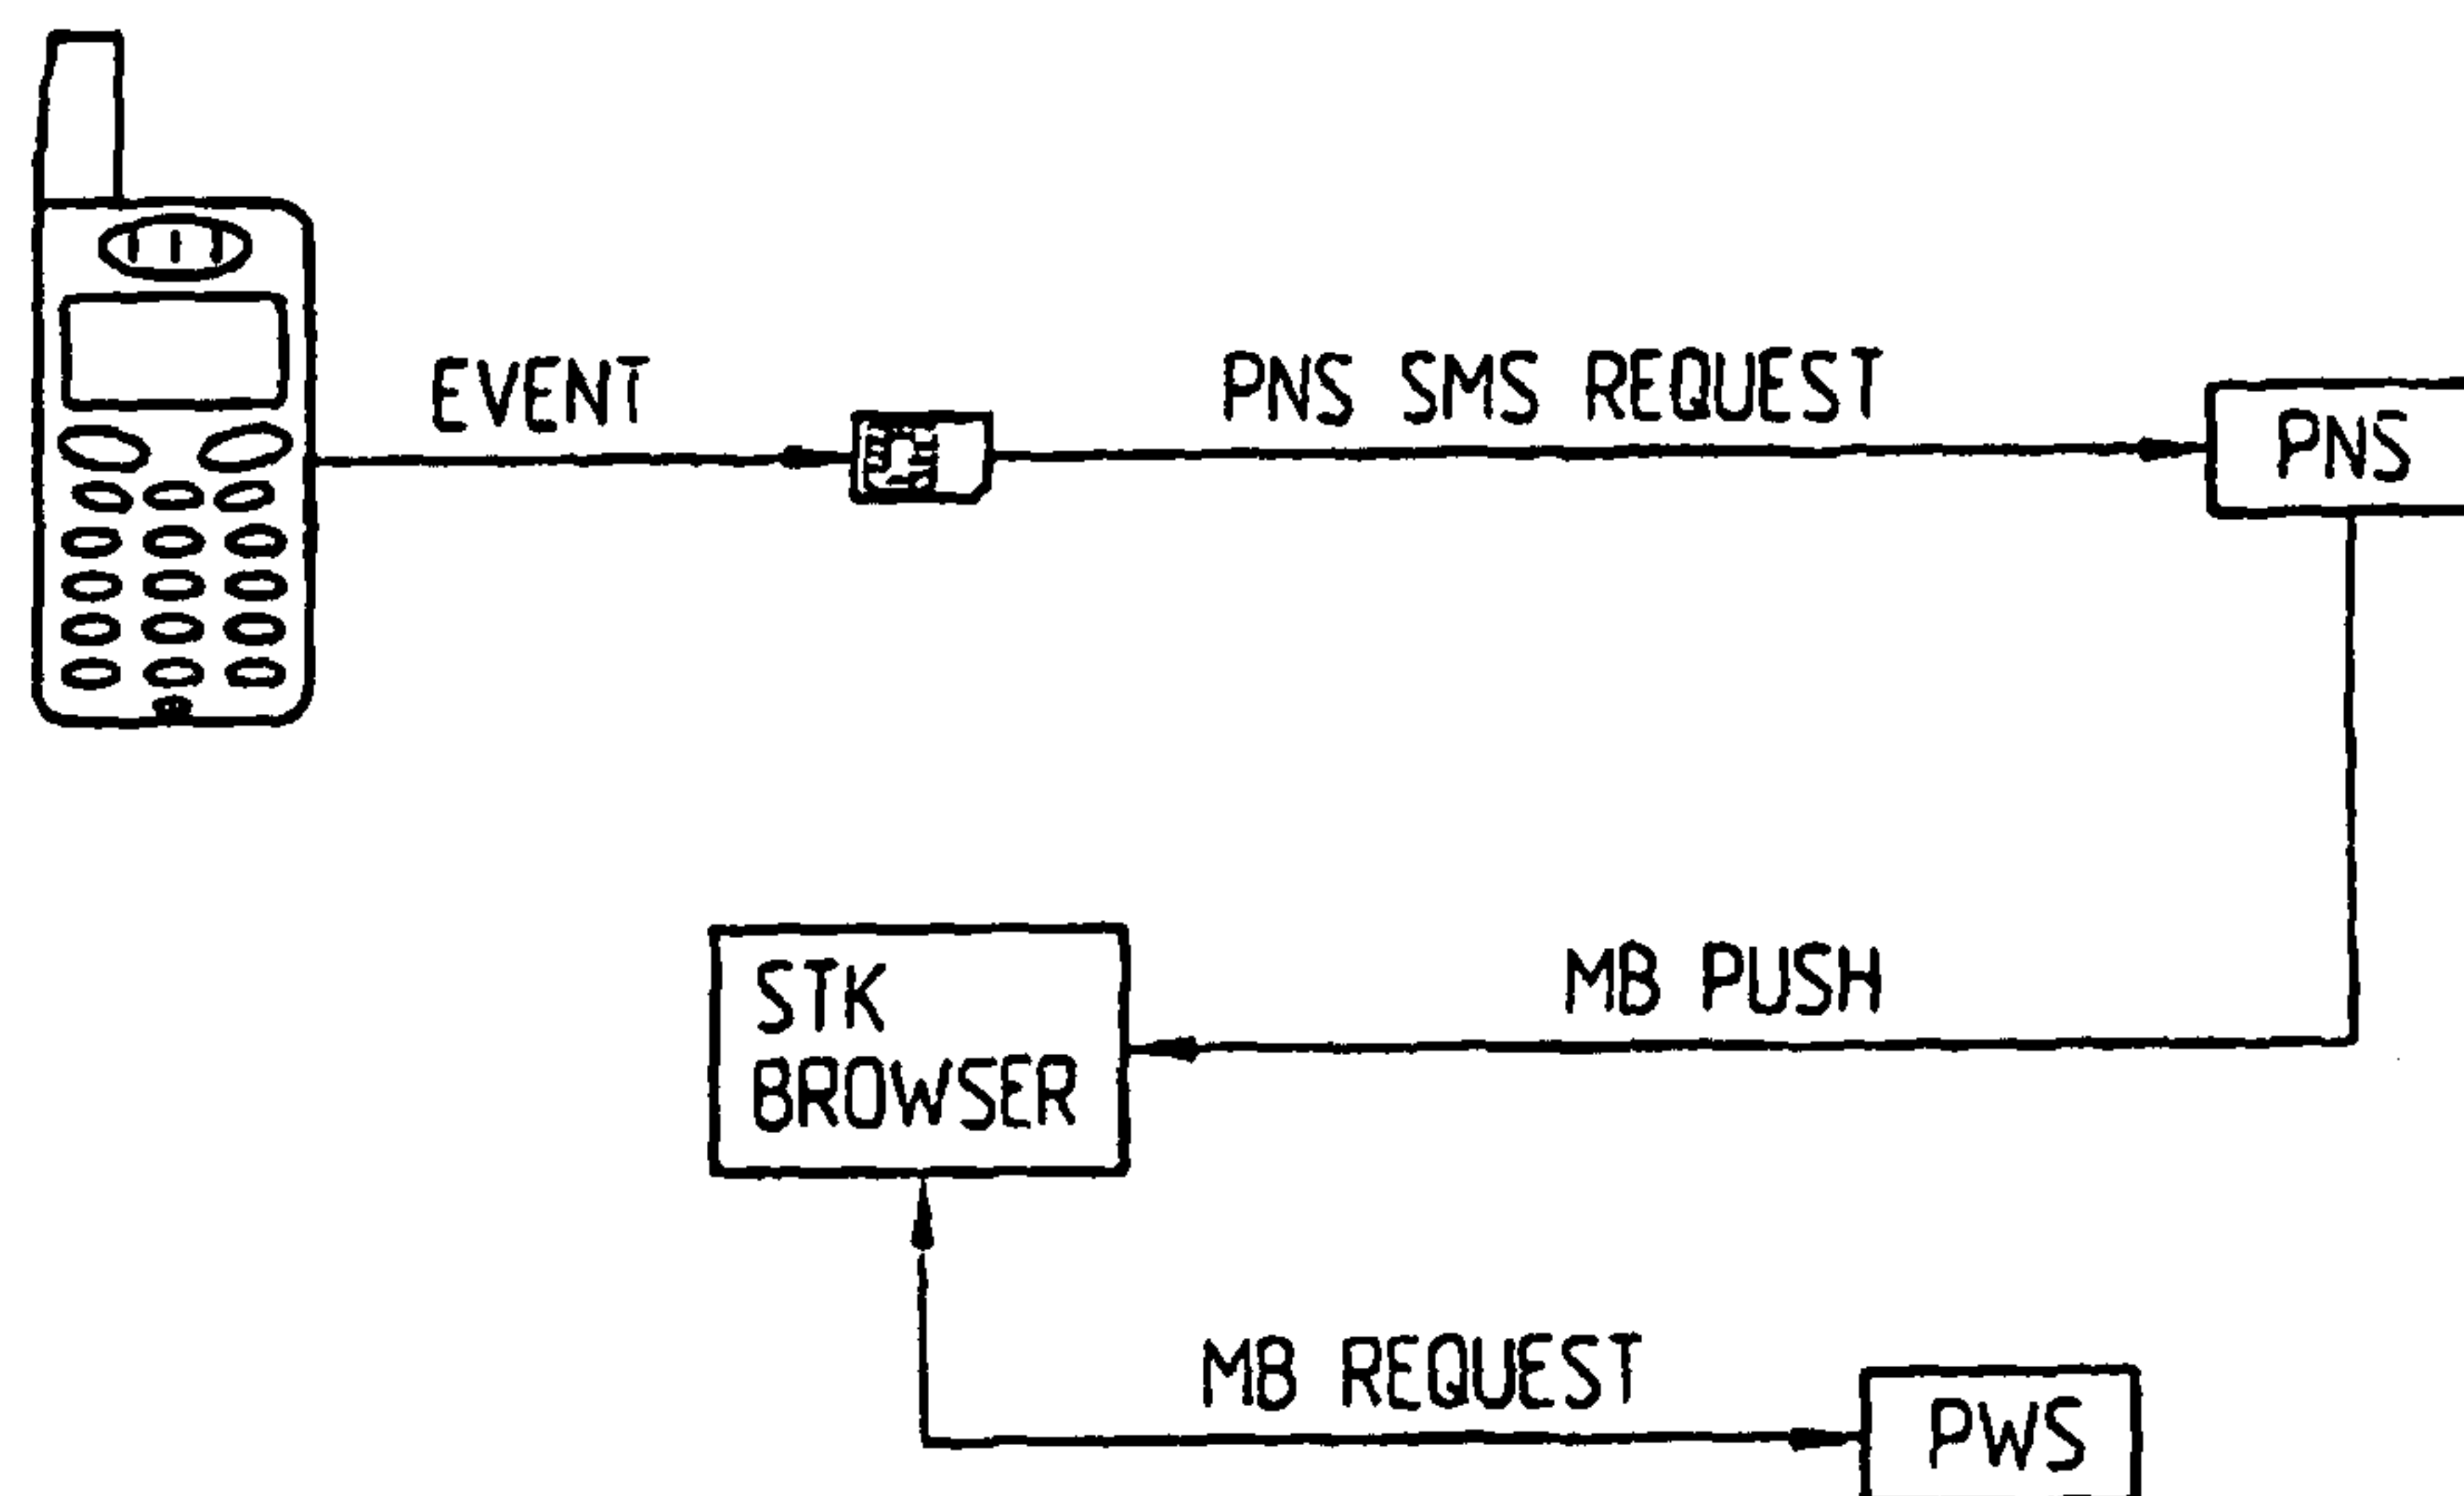 EVENT
PNS SMS REQUEST
PNS
STK
BROWSER
MB PUSH
MB REQUEST
PWS